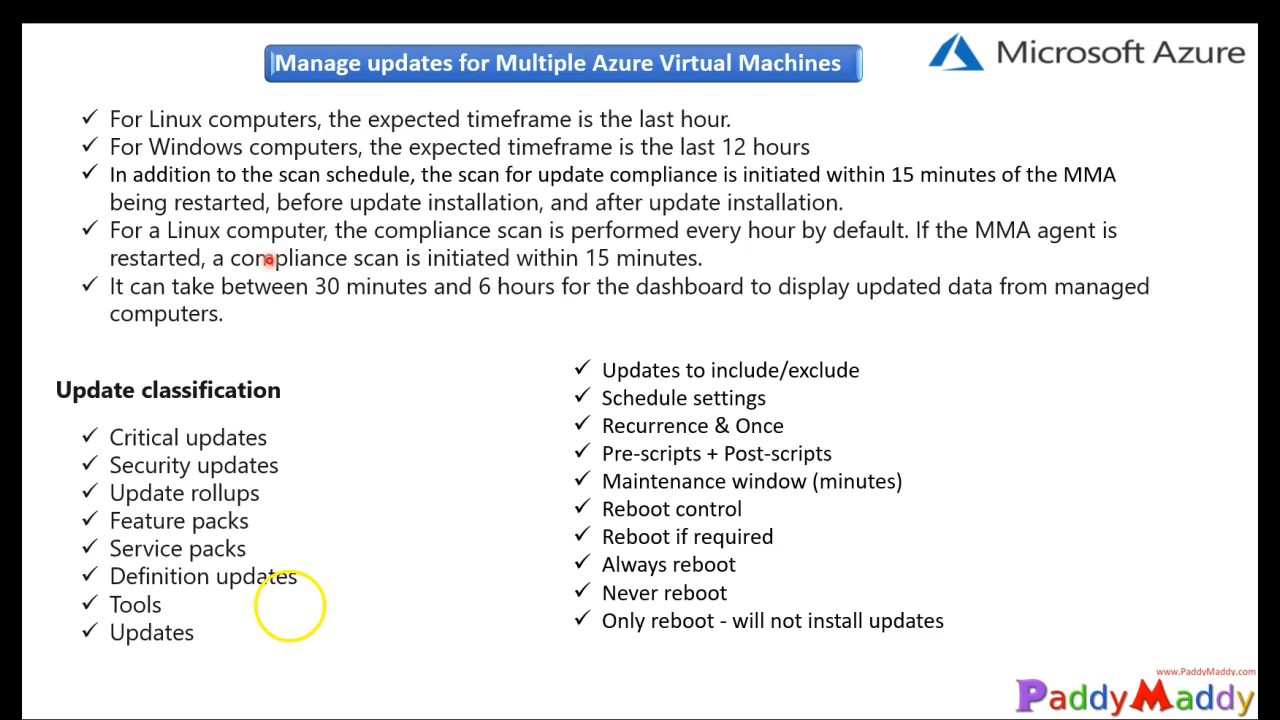 Manage updates for Multiple Azure Virtual Machines
Microsoft Azure
✓ For Linux computers, the expected timeframe is the last hour.
✓ For Windows computers, the expected timeframe is the last 12 hours
✓ In addition to the scan schedule, the scan for update compliance is initiated within 15 minutes of the MMA
being restarted, before update installation, and after update installation.
✓ For a Linux computer, the compliance scan is performed every hour by default. If the MMA agent is
restarted, a compliance scan is initiated within 15 minutes.
✓ It can take between 30 minutes and 6 hours for the dashboard to display updated data from managed
computers.
Update classification
✓ Critical updates
✓ Security updates
✓ Update rollups
✓ Feature packs
✓ Service packs
✓ Definition updates
✓ Tools
✓ Updates
✓ Updates to include/exclude
✓ Schedule settings
✓ Recurrence & Once
✓ Pre-scripts + Post-scripts
✓ Maintenance window (minutes)
✓ Reboot control
✓ Reboot if required
✓ Always reboot
✓ Never reboot
✓ Only reboot - will not install updates
www.PaddyMaddy.com
PaddyMaddy